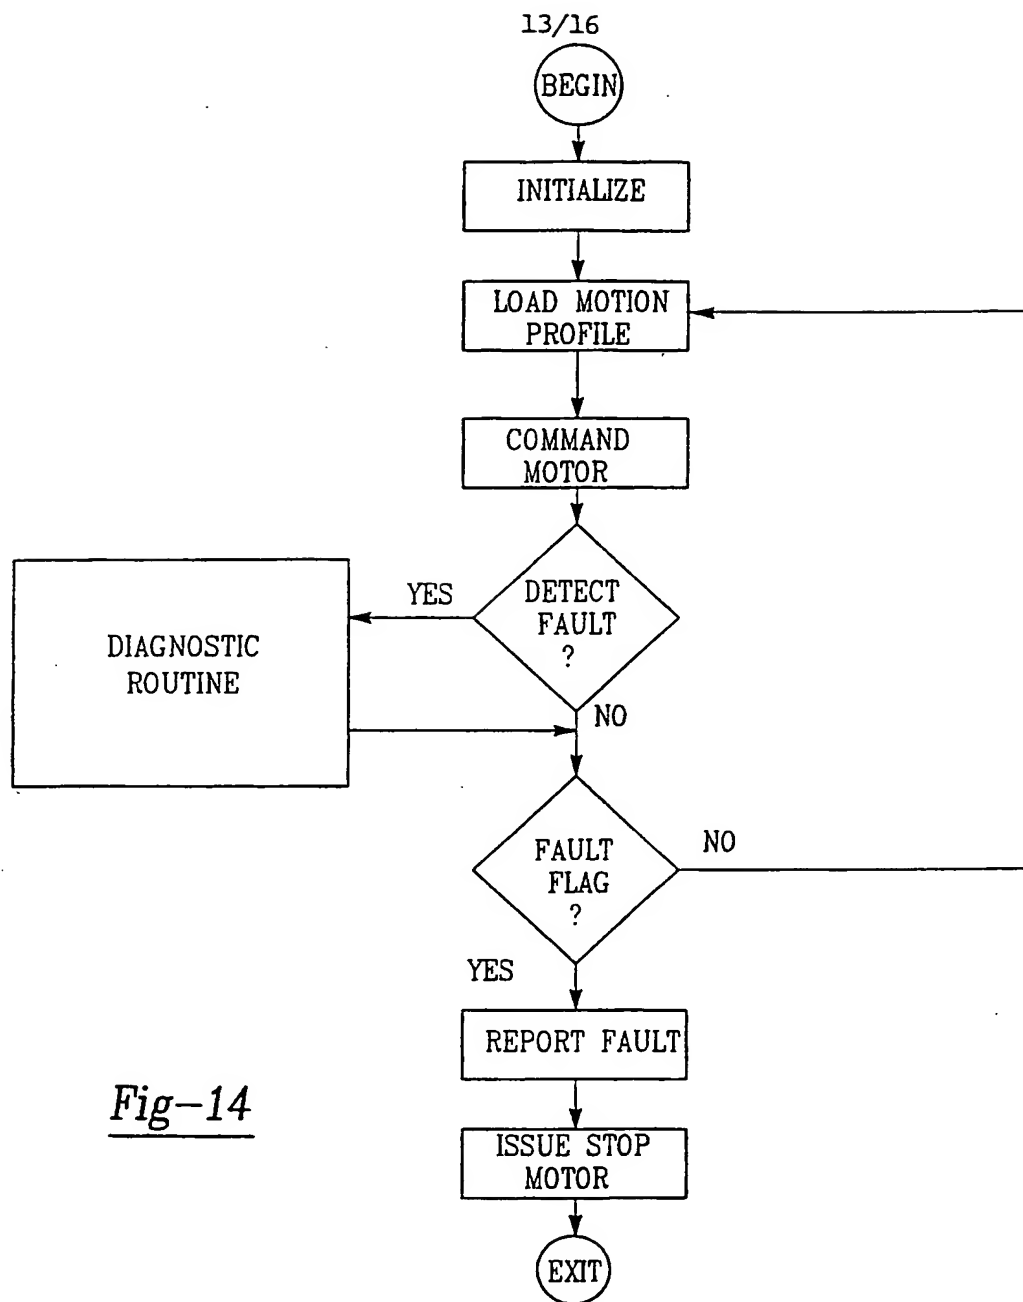 13/16
BEGIN
INITIALIZE
LOAD MOTION
PROFILE
COMMAND
MOTOR
DETECT
FAULT
?
YES
DIAGNOSTIC
ROUTINE
NO
FAULT
FLAG
?
NO
YES
REPORT FAULT
ISSUE STOP
MOTOR
EXIT
Fig-14